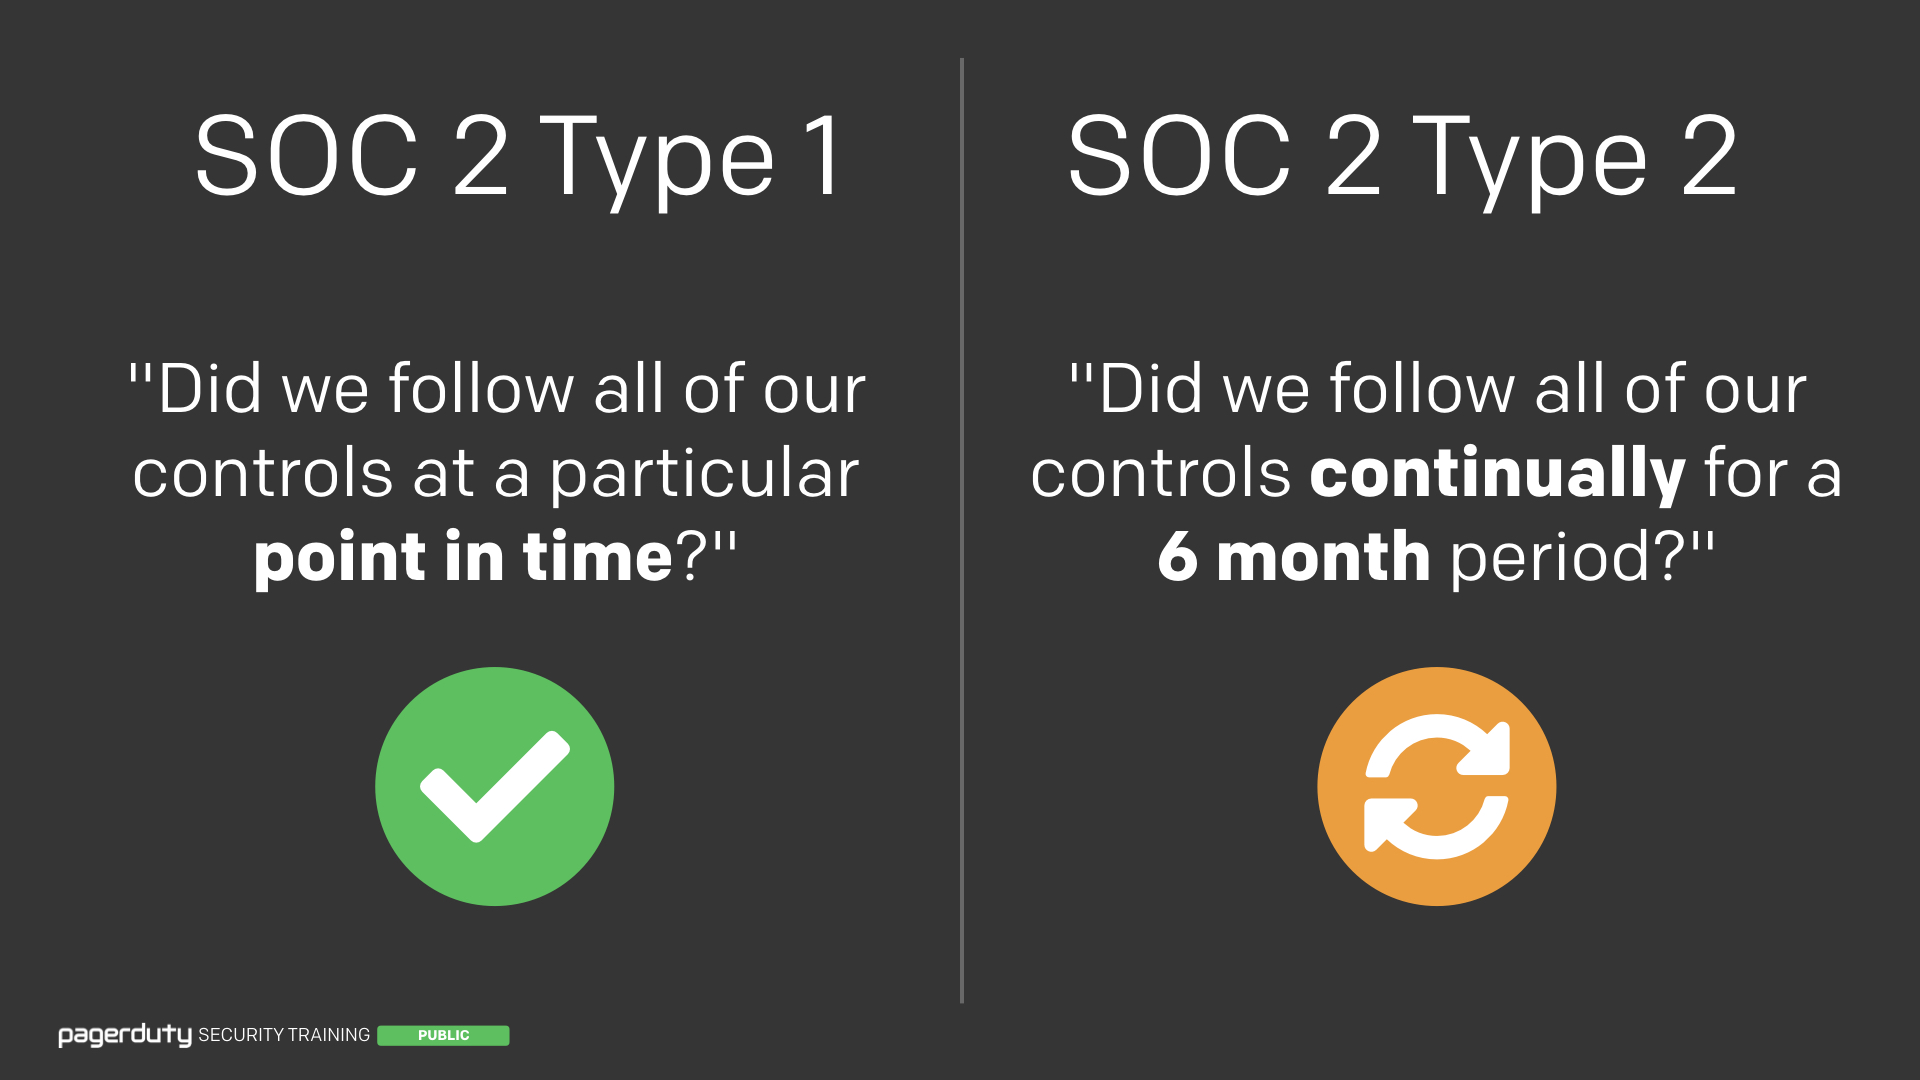 SOC 2 Type 1
"Did we follow all of our
controls at a particular
point in time?"
SOC 2 Type 2
"Did we follow all of our
controls continually for a
6 month period?"
pagerduty SECURITY TRAINING PUBLIC